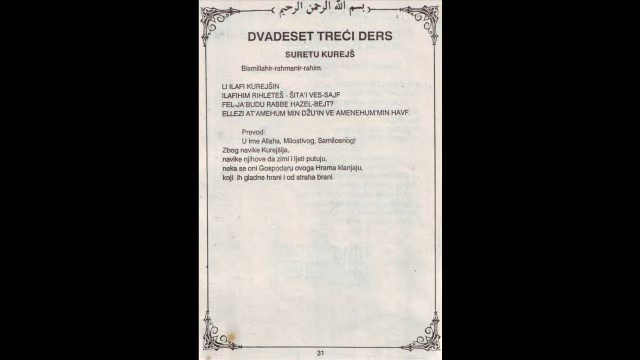 بسم الله الرحمن الرحيم
DVADESET TREĆI DERS
SURETU KUREJŠ
Bismillahir-rahmanir-rahim.
LI ILAFI KUREJŠIN
ILAFIHIM RIHLETEŠ - ŠITA'I VES-SAJF
FEL-JA'BUDU RABBE HAZEL-BEJT?
ELLEZI AT'AMEHUM MIN DŽU'IN VE AMENEHUM'MIN HAVF.
Prevod:
U ime Allaha, Milostivog, Samilosnog!
Zbog navike Kurejšija,
navike njihove da zimi i ljeti putuju,
neka se oni Gospodaru ovoga Hrama klanjaju,
koji ih gladne hrani i od straha brani.
31